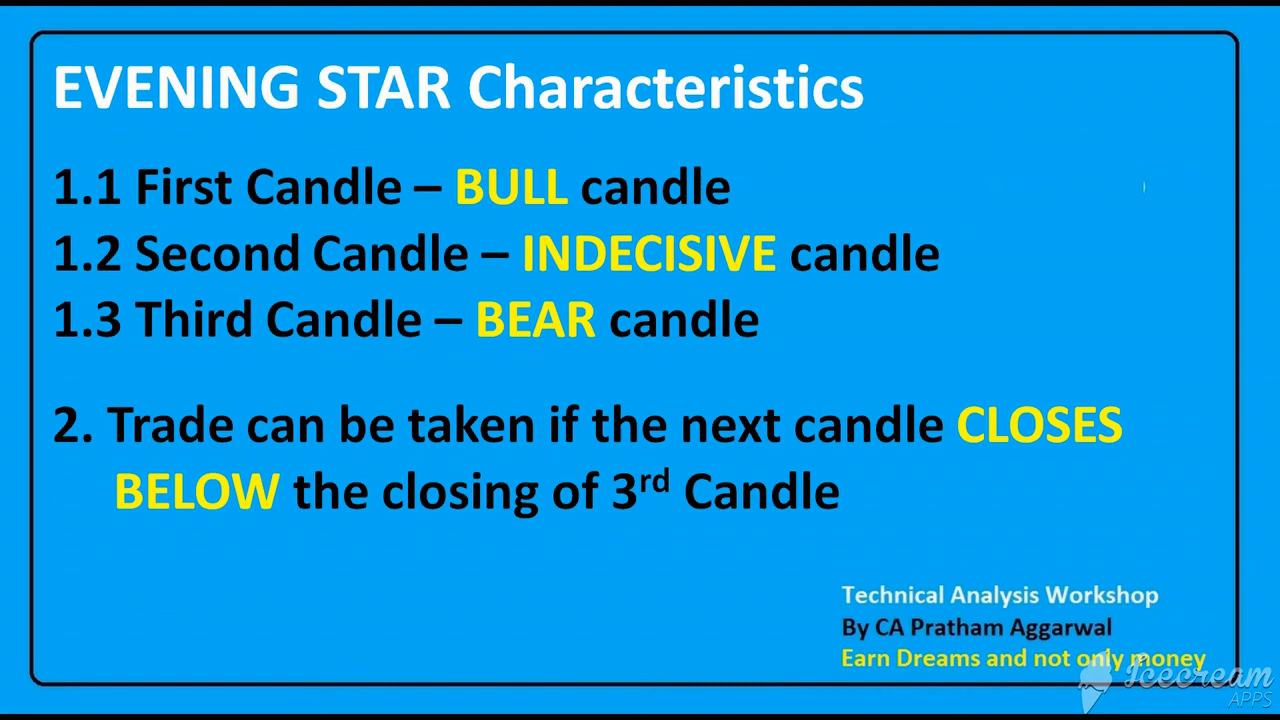 EVENING STAR Characteristics
1.1 First Candle – BULL candle
1.2 Second Candle – INDECISIVE candle
1.3 Third Candle – BEAR candle
2. Trade can be taken if the next candle CLOSES
BELOW the closing of 3rd Candle
Technical Analysis Workshop
By CA Pratham Aggarwal
Earn Dreams and not only money
Icecream
APPS